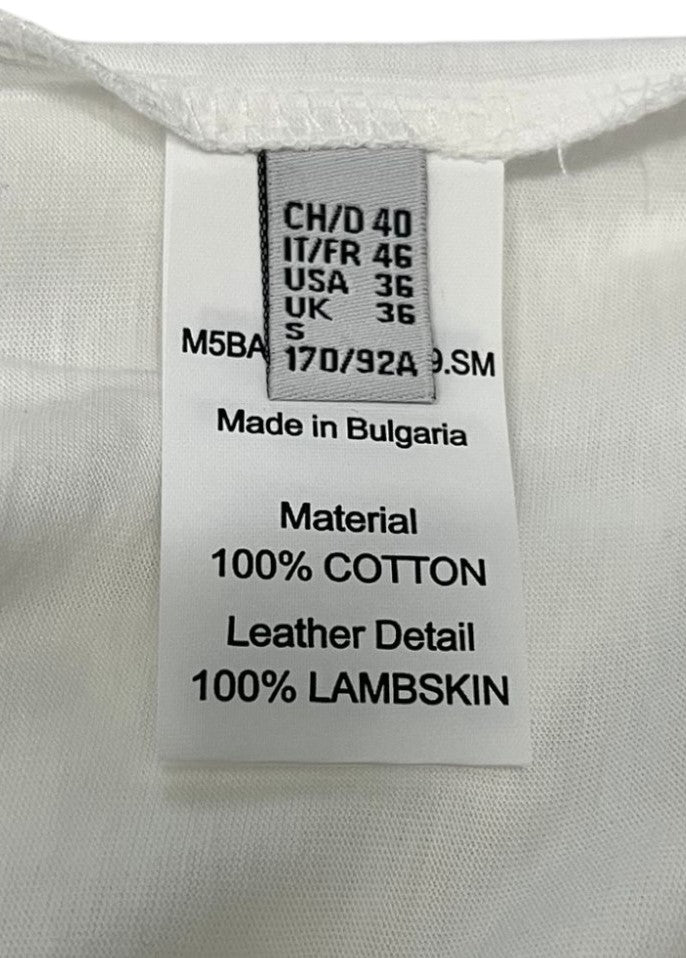 CH/D 40
IT/FR 46
USA 36
UK 36
S
170/92A
M5BA 9.SM
Made in Bulgaria
Material
100% COTTON
Leather Detail
100% LAMBSKIN